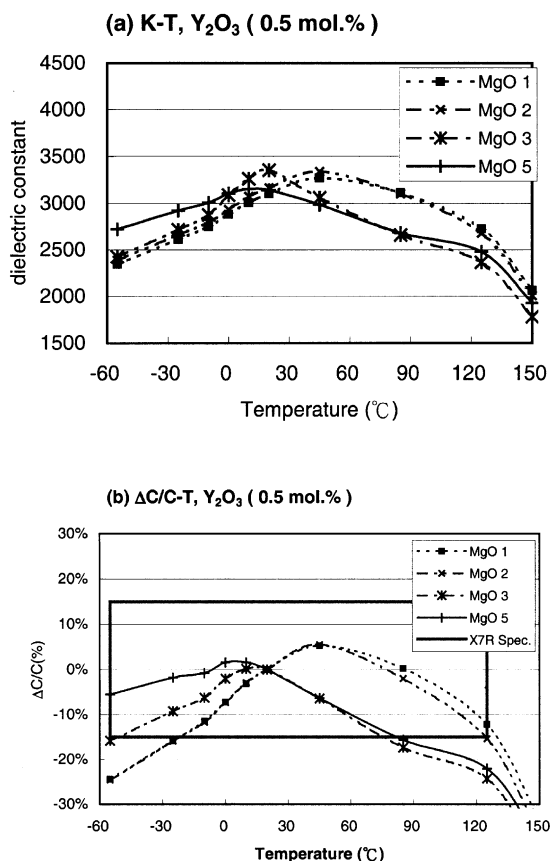 (a) K-T, Y₂O₃ ( 0.5 mol.% )
4500
4000
3500
3000
2500
2000
1500
dielectric constant
MgO 1
MgO 2
MgO 3
MgO 5
-60 -30 0 30 60 90 120 150
Temperature (℃)
(b) ΔC/C-T, Y₂O₃ ( 0.5 mol.% )
30%
20%
10%
0%
-10%
-20%
-30%
ΔC/C(%)
MgO 1
MgO 2
MgO 3
MgO 5
X7R Spec.
-60 -30 0 30 60 90 120 150
Temperature (℃)